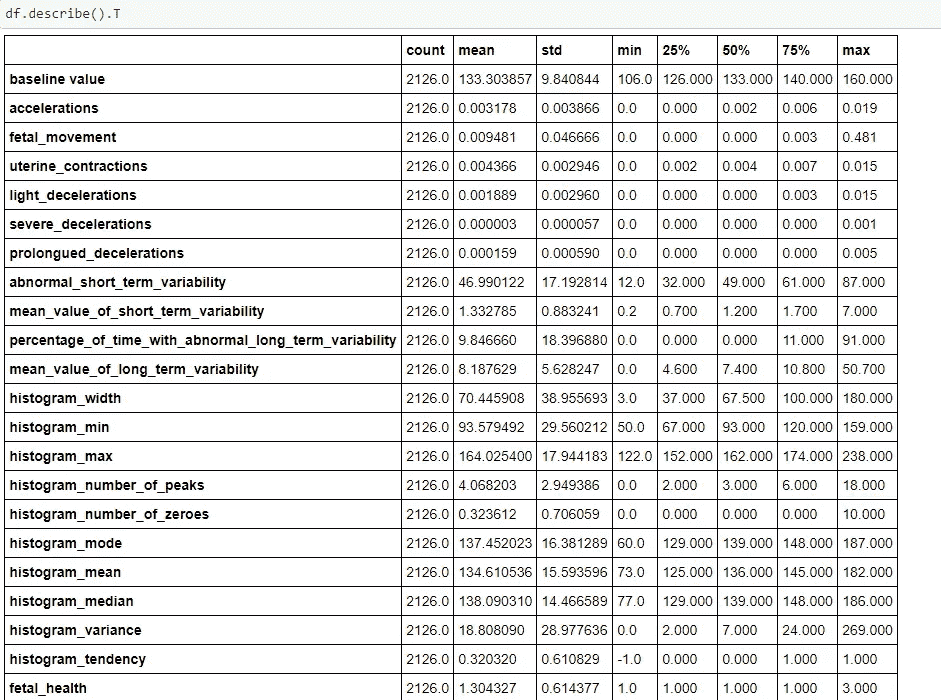 df.describe().T
count mean std min 25% 50% 75% max
baseline value 2126.0 133.303857 9.840844 106.0 126.000 133.000 140.000 160.000
accelerations 2126.0 0.003178 0.003866 0.0 0.000 0.002 0.006 0.019
fetal_movement 2126.0 0.009481 0.046666 0.0 0.000 0.000 0.003 0.481
uterine_contractions 2126.0 0.004366 0.002946 0.0 0.002 0.004 0.007 0.015
light_decelerations 2126.0 0.001889 0.002960 0.0 0.000 0.000 0.003 0.015
severe_decelerations 2126.0 0.000003 0.000057 0.0 0.000 0.000 0.000 0.001
prolongued_decelerations 2126.0 0.000159 0.000590 0.0 0.000 0.000 0.000 0.005
abnormal_short_term_variability 2126.0 46.990122 17.192814 12.0 32.000 49.000 61.000 87.000
mean_value_of_short_term_variability 2126.0 1.332785 0.883241 0.2 0.700 1.200 1.700 7.000
percentage_of_time_with_abnormal_long_term_variability 2126.0 9.846660 18.396880 0.0 0.000 0.000 11.000 91.000
mean_value_of_long_term_variability 2126.0 8.187629 5.628247 0.0 4.600 7.400 10.800 50.700
histogram_width 2126.0 70.445908 38.955693 3.0 37.000 67.500 100.000 180.000
histogram_min 2126.0 93.579492 29.560212 50.0 67.000 93.000 120.000 159.000
histogram_max 2126.0 164.025400 17.944183 122.0 152.000 162.000 174.000 238.000
histogram_number_of_peaks 2126.0 4.068203 2.949386 0.0 2.000 3.000 6.000 18.000
histogram_number_of_zeroes 2126.0 0.323612 0.706059 0.0 0.000 0.000 0.000 10.000
histogram_mode 2126.0 137.452023 16.381289 60.0 129.000 139.000 148.000 187.000
histogram_mean 2126.0 134.610536 15.593596 73.0 125.000 136.000 145.000 182.000
histogram_median 2126.0 138.090310 14.466589 77.0 129.000 139.000 148.000 186.000
histogram_variance 2126.0 18.808090 28.977636 0.0 2.000 7.000 24.000 269.000
histogram_tendency 2126.0 0.320320 0.610829 -1.0 0.000 0.000 1.000 1.000
fetal_health 2126.0 1.304327 0.614377 1.0 1.000 1.000 1.000 3.000